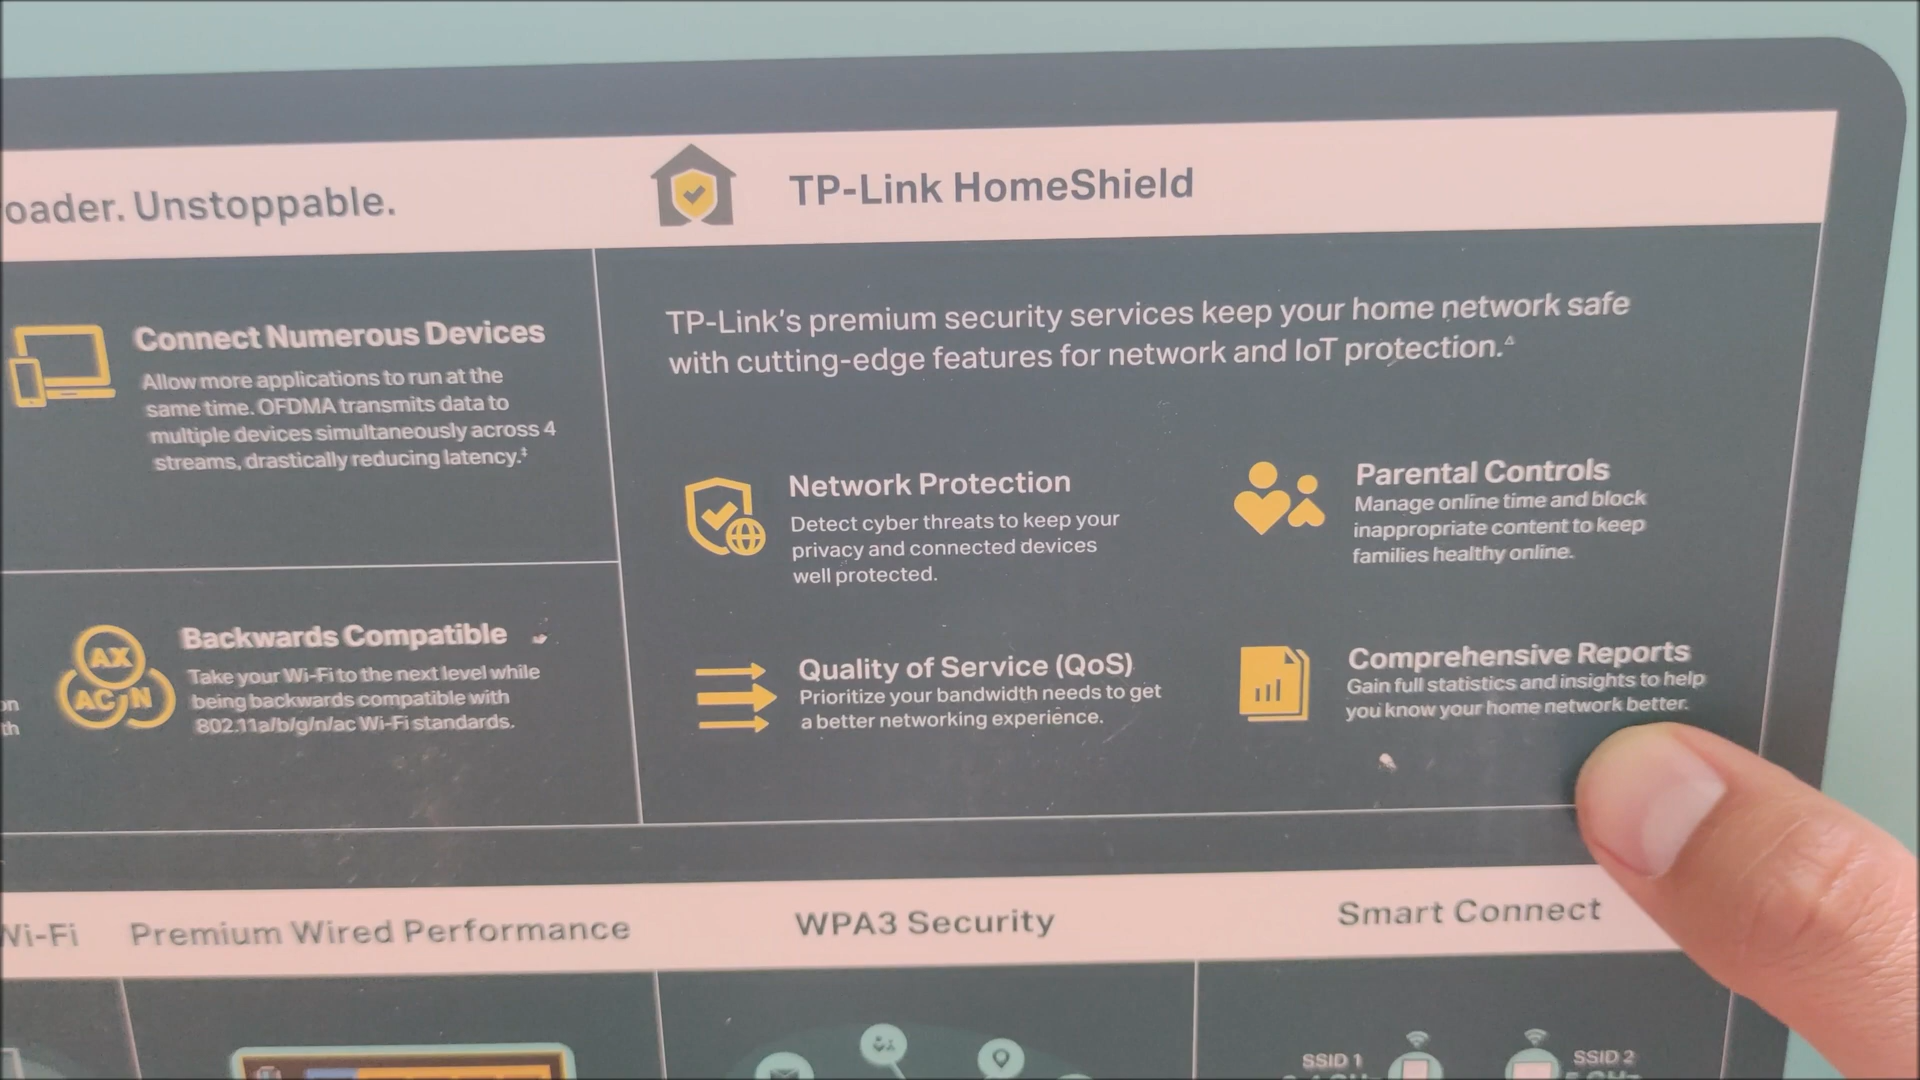 Unstoppable.
TP-Link HomeShield
Connect Numerous Devices
Allow more applications to run at the
same time. OFDMA transmits data to
multiple devices simultaneously across 4
streams, drastically reducing latency.‡
Backwards Compatible
Take your Wi-Fi to the next level while
being backwards compatible with
802.11a/b/g/n/ac Wi-Fi standards.
AX
AC
N
TP-Link's premium security services keep your home network safe
with cutting-edge features for network and IoT protection.△
Network Protection
Detect cyber threats to keep your
privacy and connected devices
well protected.
Parental Controls
Manage online time and block
inappropriate content to keep
families healthy online.
Quality of Service (QoS)
Prioritize your bandwidth needs to get
a better networking experience.
Comprehensive Reports
Gain full statistics and insights to help
you know your home network better.
Wi-Fi
Premium Wired Performance
WPA3 Security
Smart Connect
SSID 1
SSID 2